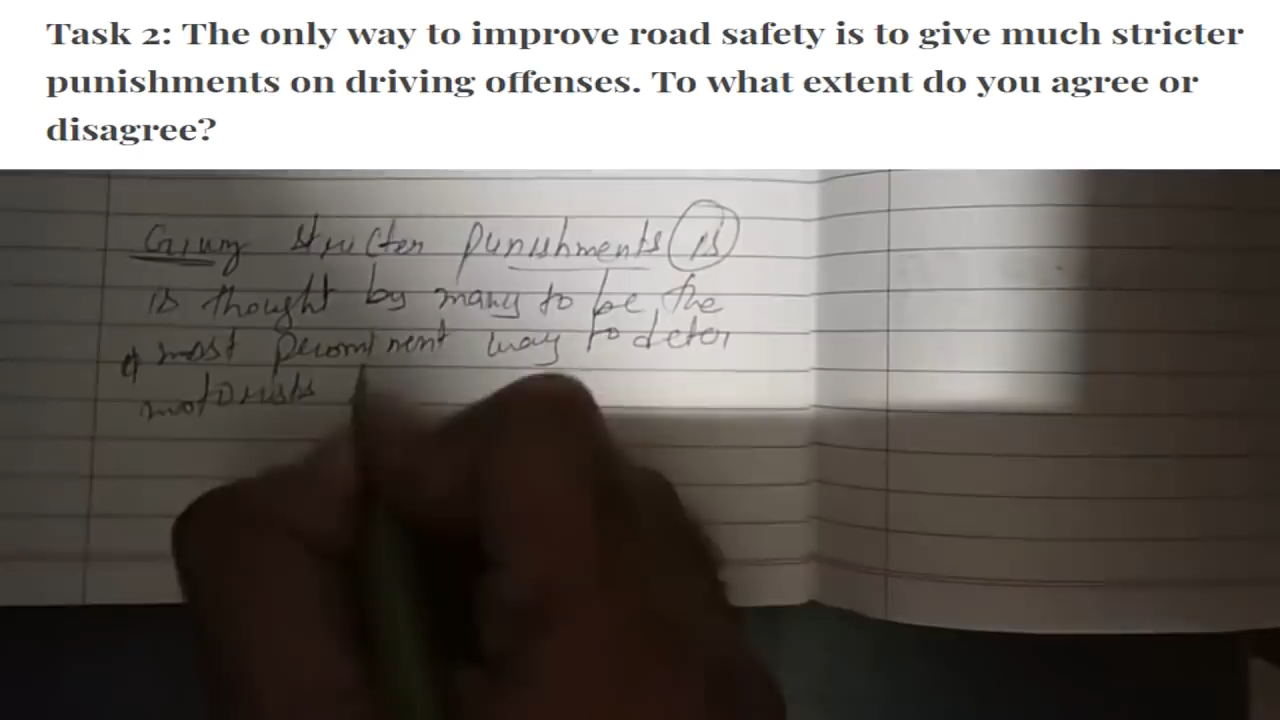 Task 2: The only way to improve road safety is to give much stricter
punishments on driving offenses. To what extent do you agree or
disagree?
Giving stricter punishments is
is thought by many to be the
most prominent way to deter
motorists